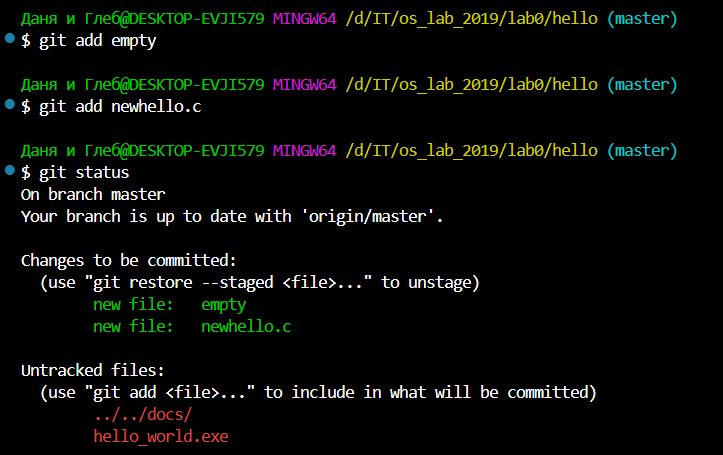 Даня и Глеб@DESKTOP-EVJI579 MINGW64 /d/IT/os_lab_2019/lab0/hello (master)
$ git add empty
Даня и Глеб@DESKTOP-EVJI579 MINGW64 /d/IT/os_lab_2019/lab0/hello (master)
$ git add newhello.c
Даня и Глеб@DESKTOP-EVJI579 MINGW64 /d/IT/os_lab_2019/lab0/hello (master)
$ git status
On branch master
Your branch is up to date with 'origin/master'.
Changes to be committed:
(use "git restore --staged <file>..." to unstage)
new file:   empty
new file:   newhello.c
Untracked files:
(use "git add <file>..." to include in what will be committed)
../../docs/
hello_world.exe